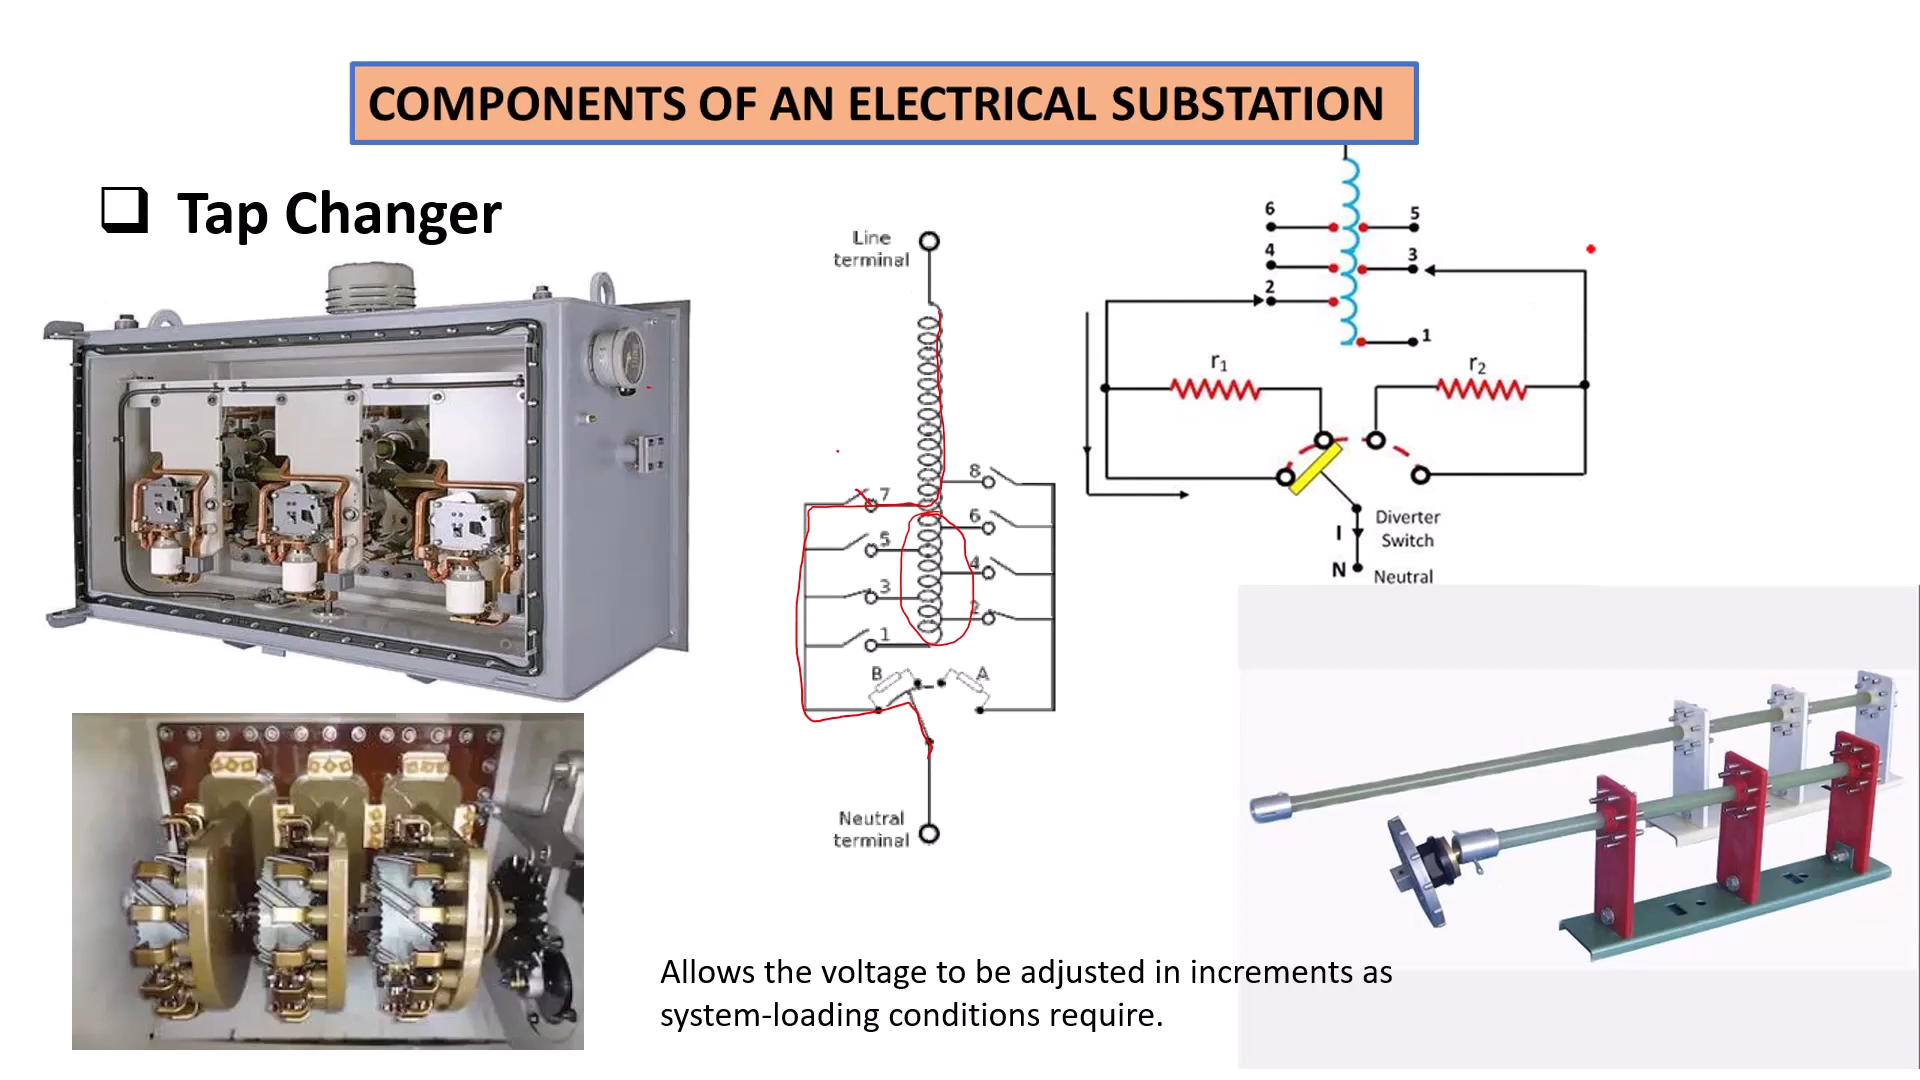 COMPONENTS OF AN ELECTRICAL SUBSTATION
❑ Tap Changer
Line
terminal
7
5
3
1
8
6
4
2
B
A
Neutral
terminal
6
4
2
5
3
1
r1
r2
Diverter
Switch
I
N
Neutral
Allows the voltage to be adjusted in increments as
system-loading conditions require.